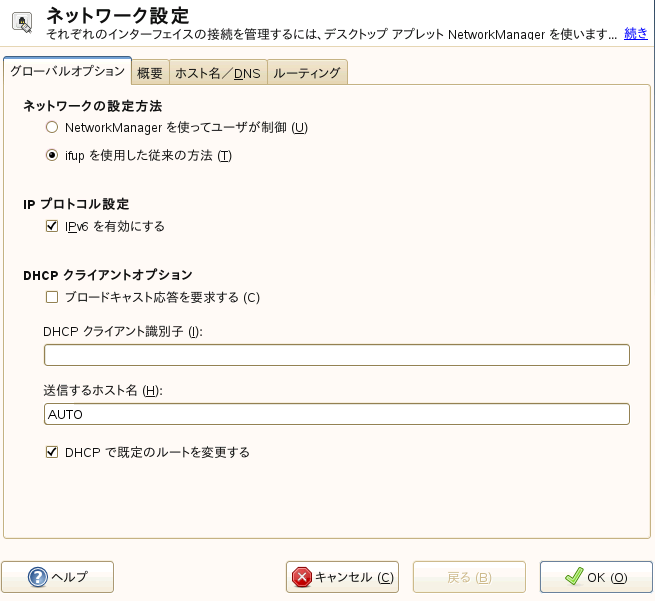 ネットワーク設定
それぞれのインターフェイスの接続を管理するには、デスクトップ アプレット NetworkManager を使います... 続き
グローバルオプション 概要 ホスト名／DNS ルーティング
ネットワークの設定方法
NetworkManager を使ってユーザが制御 (U)
ifup を使用した従来の方法 (T)
IP プロトコル設定
IPv6 を有効にする
DHCP クライアントオプション
ブロードキャスト応答を要求する (C)
DHCP クライアント識別子 (I):
送信するホスト名 (H):
AUTO
DHCP で既定のルートを変更する
ヘルプ キャンセル (C) 戻る (B) OK (O)